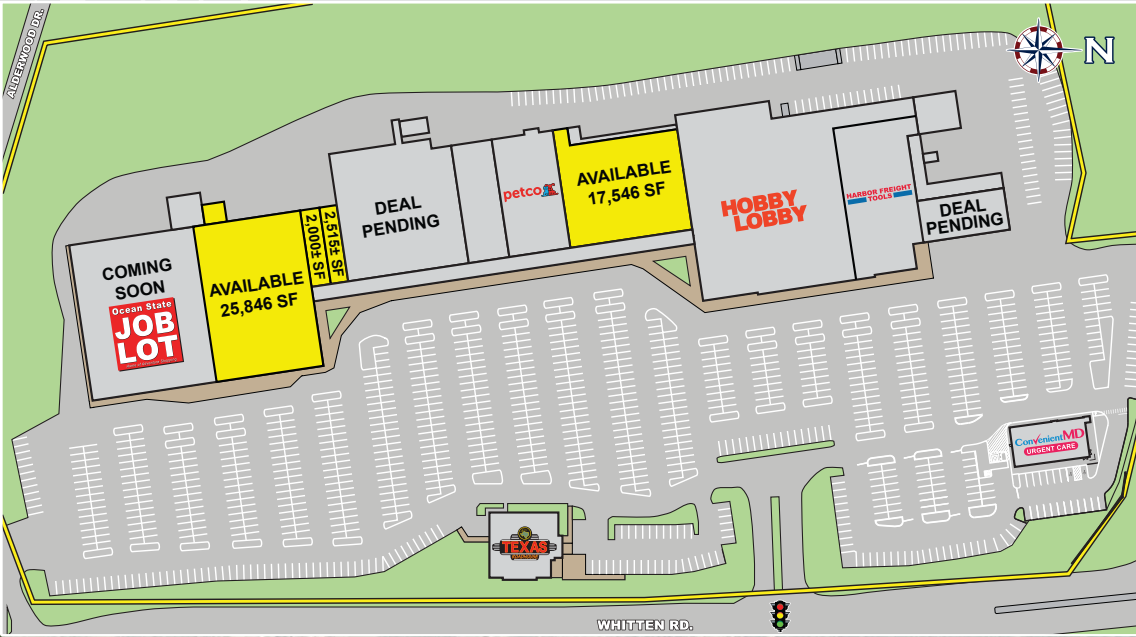 ALDERWOOD DR.
N
COMING
SOON
Ocean State
JOB
LOT
AVAILABLE
25,846 SF
2,000± SF
2,515± SF
DEAL
PENDING
petco
AVAILABLE
17,546 SF
HOBBY
LOBBY
HARBOR FREIGHT
TOOLS
DEAL
PENDING
ConvenientMD
URGENT CARE
TEXAS
ROADHOUSE
WHITTEN RD.